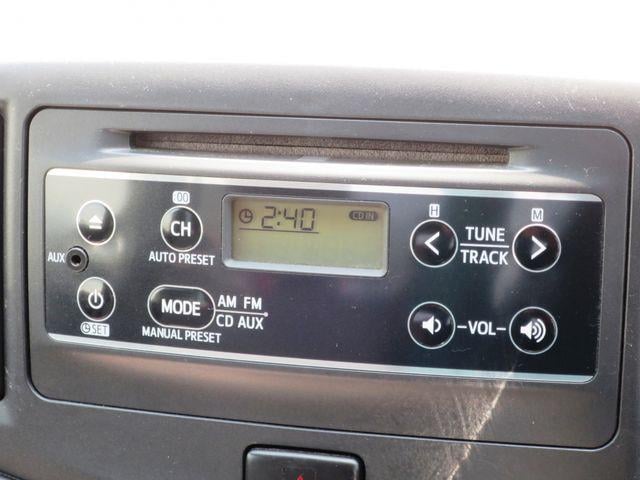 :00
H
M
2:40
CD IN
CH
AUTO PRESET
TUNE
TRACK
AUX
MODE
AM FM
CD AUX
MANUAL PRESET
SET
-VOL-